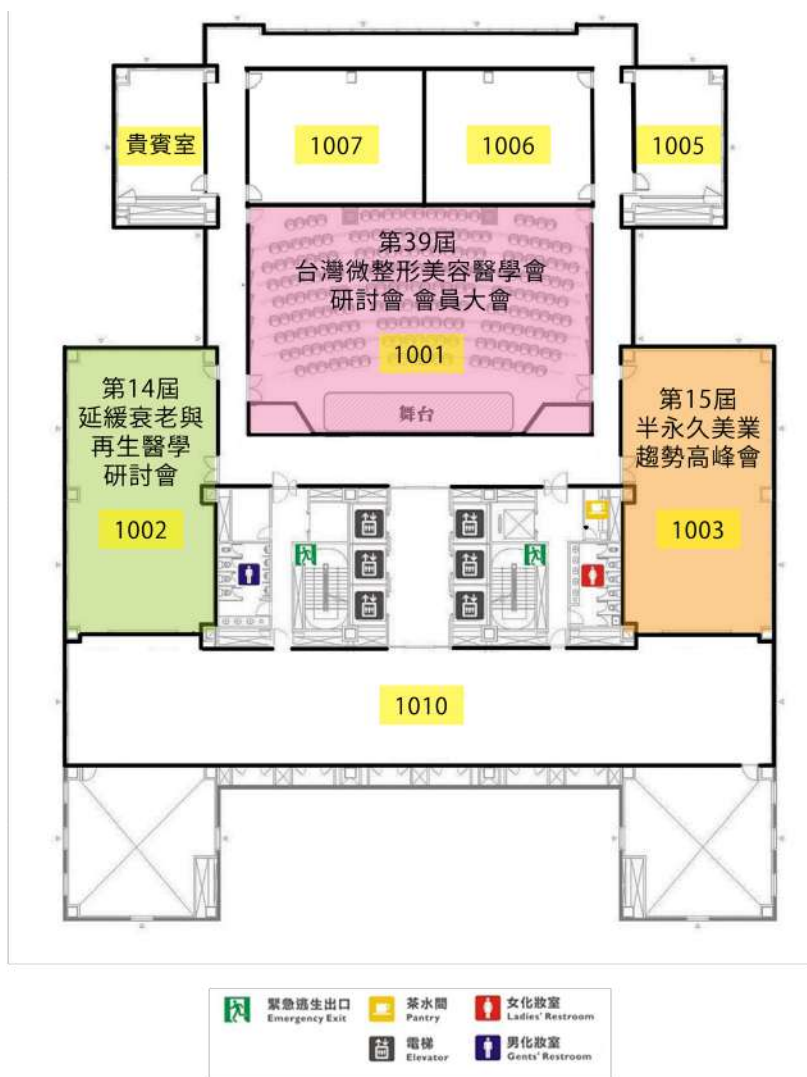 貴賓室
1007
1006
1005
第39屆
台灣微整形美容醫學會
研討會 會員大會
1001
舞台
第14屆
延緩衰老與
再生醫學
研討會
1002
第15屆
半永久美業
趨勢高峰會
1003
1010
緊急逃生出口
Emergency Exit
茶水間
Pantry
女化妝室
Ladies' Restroom
電梯
Elevator
男化妝室
Gents' Restroom